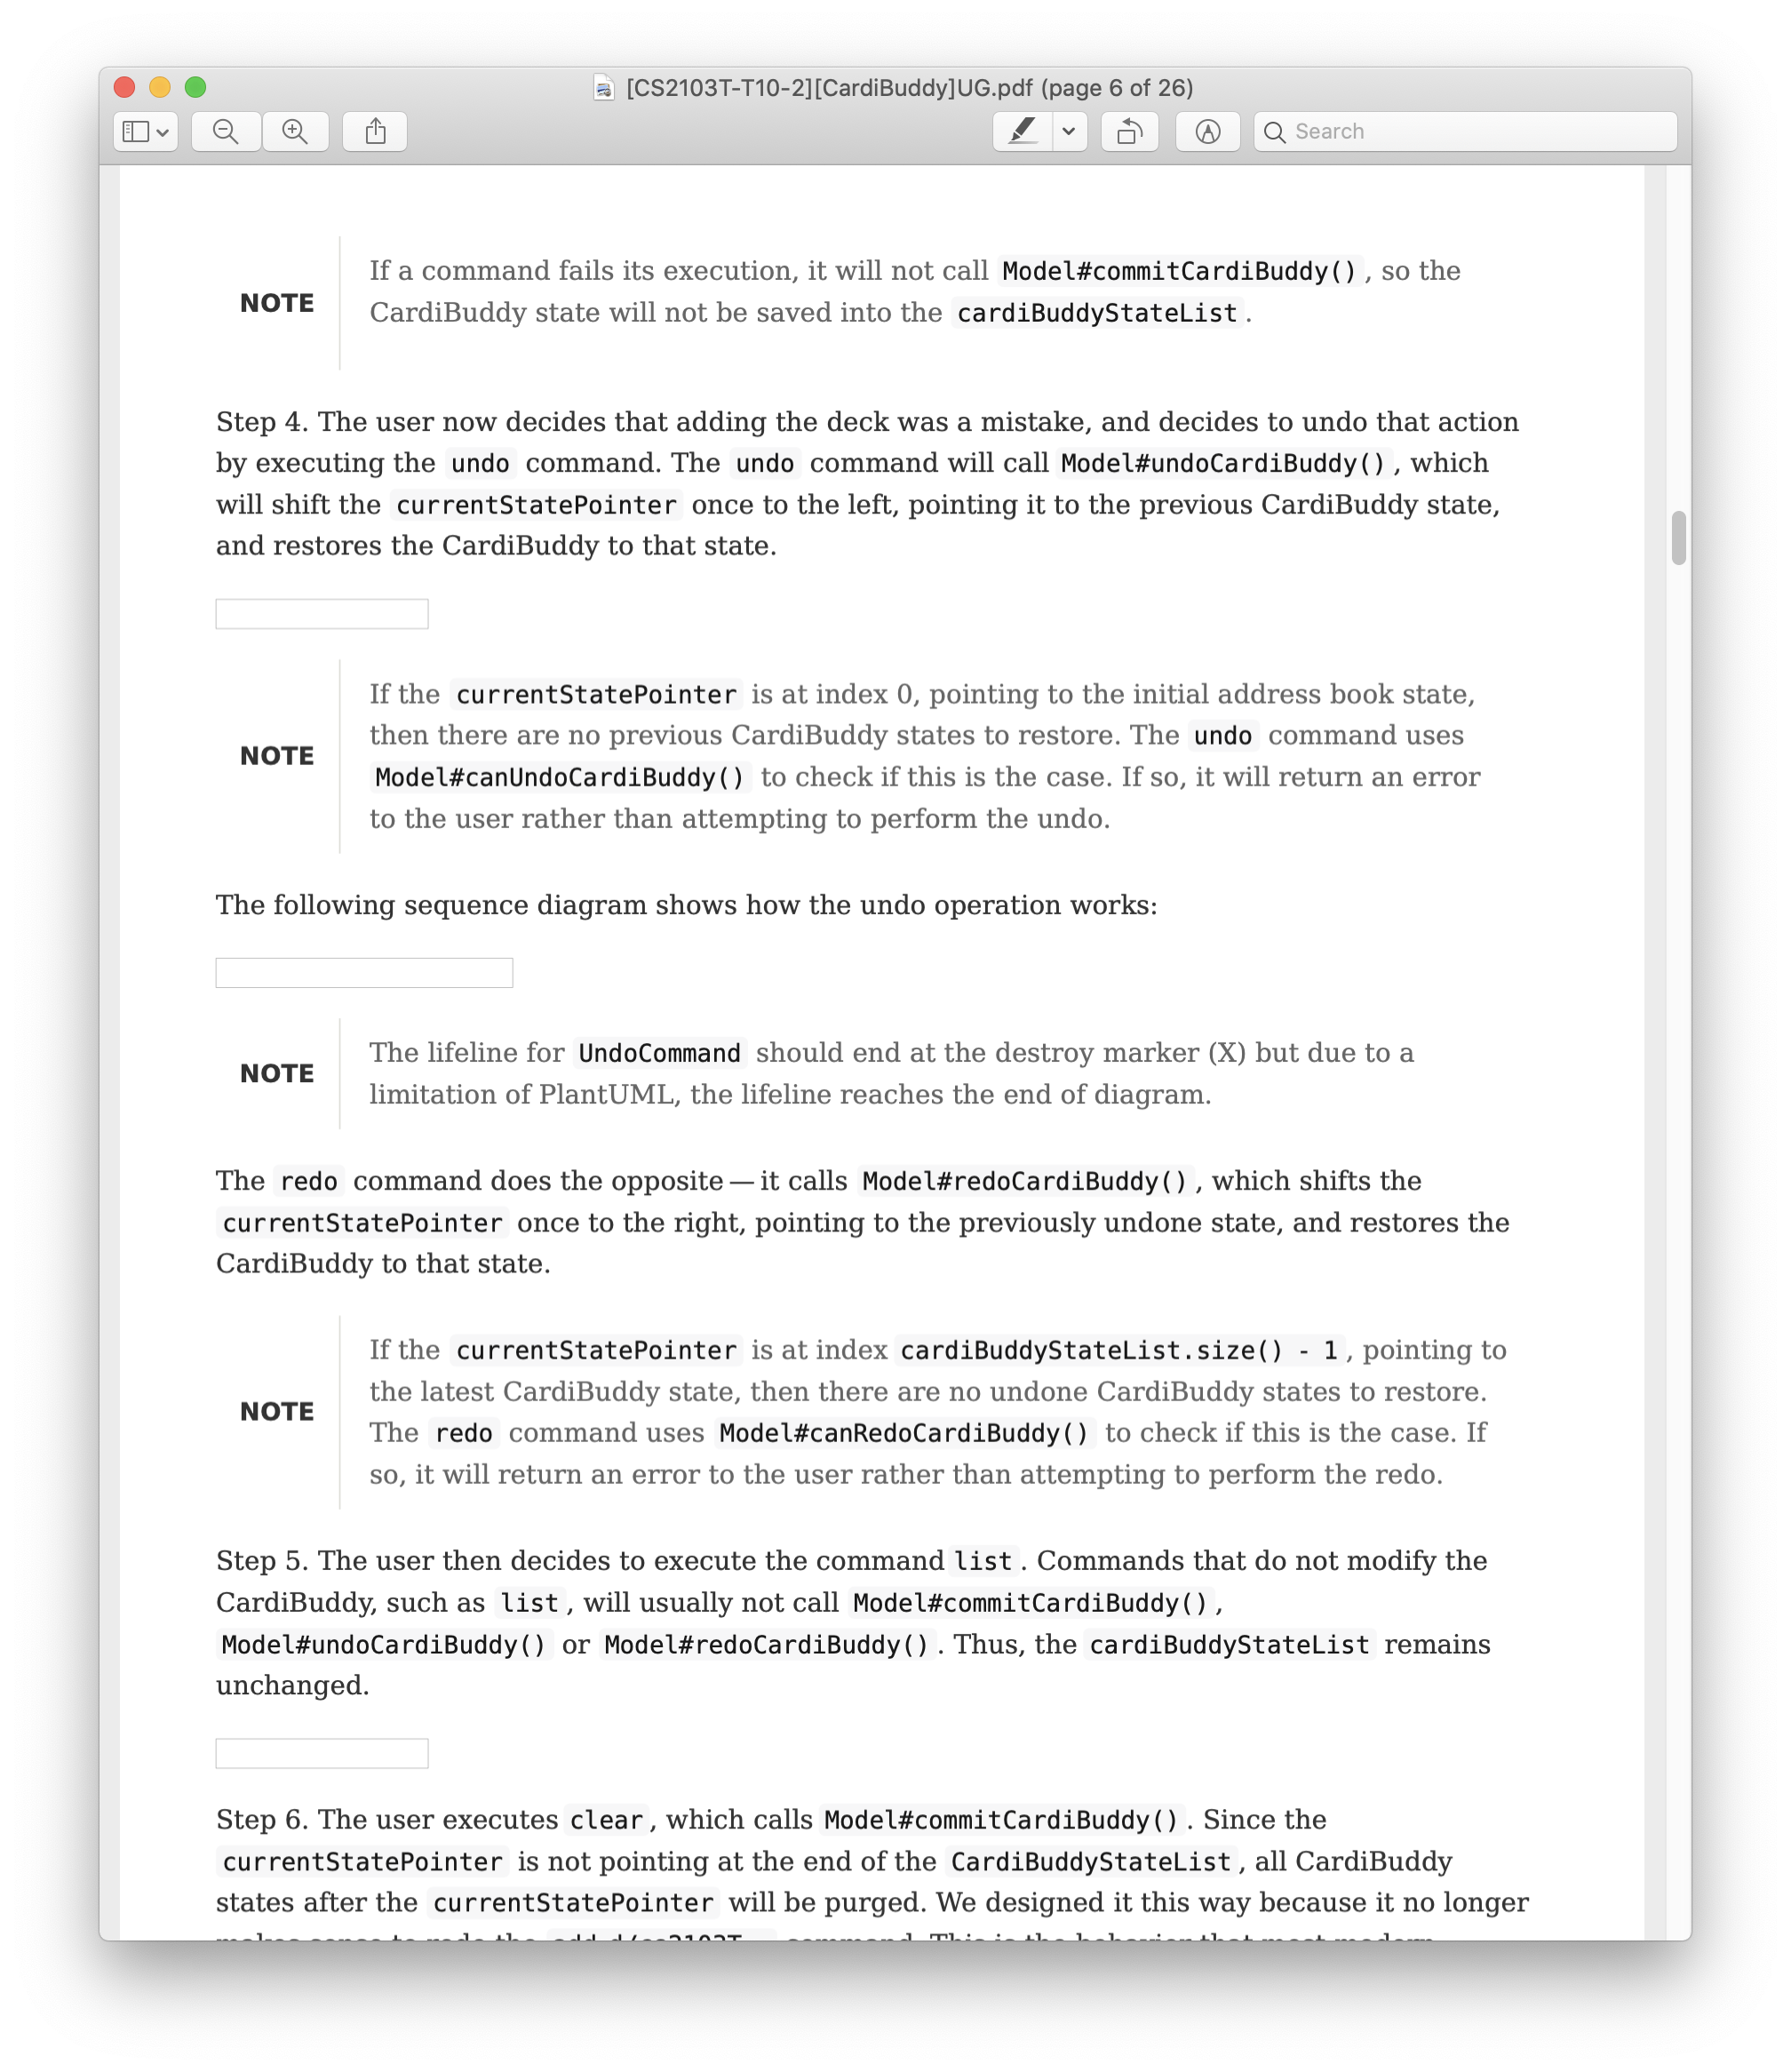 [CS2103T-T10-2][CardiBuddy]UG.pdf (page 6 of 26)
Search
If a command fails its execution, it will not call Model#commitCardiBuddy(), so the
NOTE
CardiBuddy state will not be saved into the cardiBuddyStateList.
Step 4. The user now decides that adding the deck was a mistake, and decides to undo that action
by executing the undo command. The undo command will call Model#undoCardiBuddy(), which
will shift the currentStatePointer once to the left, pointing it to the previous CardiBuddy state,
and restores the CardiBuddy to that state.
If the currentStatePointer is at index 0, pointing to the initial address book state,
then there are no previous CardiBuddy states to restore. The undo command uses
NOTE
Model#canUndoCardiBuddy() to check if this is the case. If so, it will return an error
to the user rather than attempting to perform the undo.
The following sequence diagram shows how the undo operation works:
The lifeline for UndoCommand should end at the destroy marker (X) but due to a
NOTE
limitation of PlantUML, the lifeline reaches the end of diagram.
The redo command does the opposite — it calls Model#redoCardiBuddy(), which shifts the
currentStatePointer once to the right, pointing to the previously undone state, and restores the
CardiBuddy to that state.
If the currentStatePointer is at index cardiBuddyStateList.size() - 1, pointing to
the latest CardiBuddy state, then there are no undone CardiBuddy states to restore.
NOTE
The redo command uses Model#canRedoCardiBuddy() to check if this is the case. If
so, it will return an error to the user rather than attempting to perform the redo.
Step 5. The user then decides to execute the command list. Commands that do not modify the
CardiBuddy, such as list, will usually not call Model#commitCardiBuddy(),
Model#undoCardiBuddy() or Model#redoCardiBuddy(). Thus, the cardiBuddyStateList remains
unchanged.
Step 6. The user executes clear, which calls Model#commitCardiBuddy(). Since the
currentStatePointer is not pointing at the end of the CardiBuddyStateList, all CardiBuddy
states after the currentStatePointer will be purged. We designed it this way because it no longer
makes sense to redo the add d/cs2103T command. This is the behavior that most modern